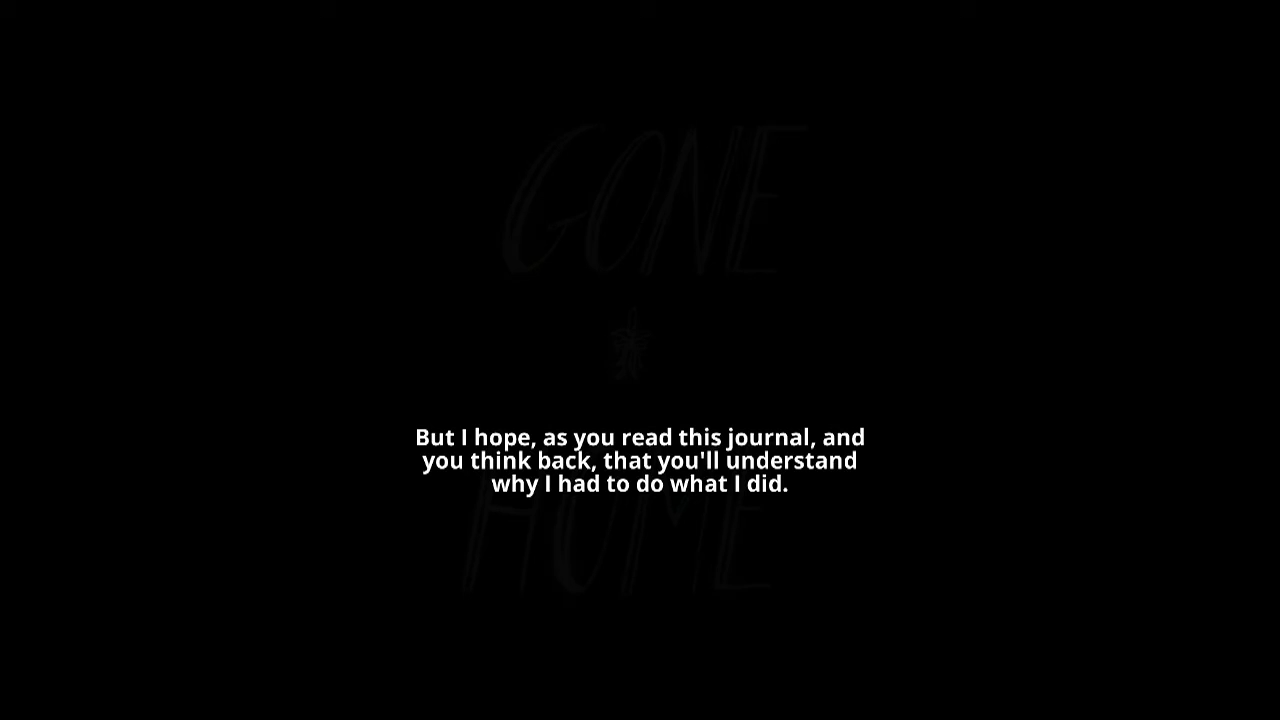 GONE
But I hope, as you read this journal, and
you think back, that you'll understand
why I had to do what I did.
HOME